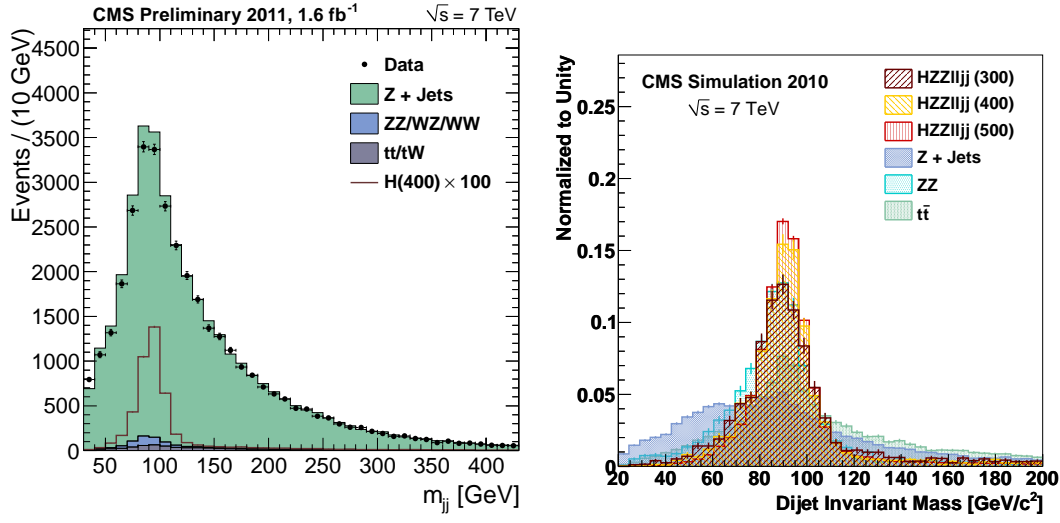 CMS Preliminary 2011, 1.6 fb⁻¹ √s = 7 TeV
Events / (10 GeV)
4500
4000
3500
3000
2500
2000
1500
1000
500
0
Data
Z + Jets
ZZ/WZ/WW
tt/tW
H(400) × 100
50 100 150 200 250 300 350 400
m_jj [GeV]
Normalized to Unity
0.25
0.2
0.15
0.1
0.05
0
CMS Simulation 2010
√s = 7 TeV
HZZlljj (300)
HZZlljj (400)
HZZlljj (500)
Z + Jets
ZZ
tt̄
20 40 60 80 100 120 140 160 180 200
Dijet Invariant Mass [GeV/c²]